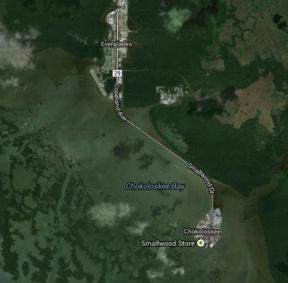 Everglades
29
Copeland Ave
Smallwood Dr
Chokoloskee Bay
Chokoloskee
Smallwood Store